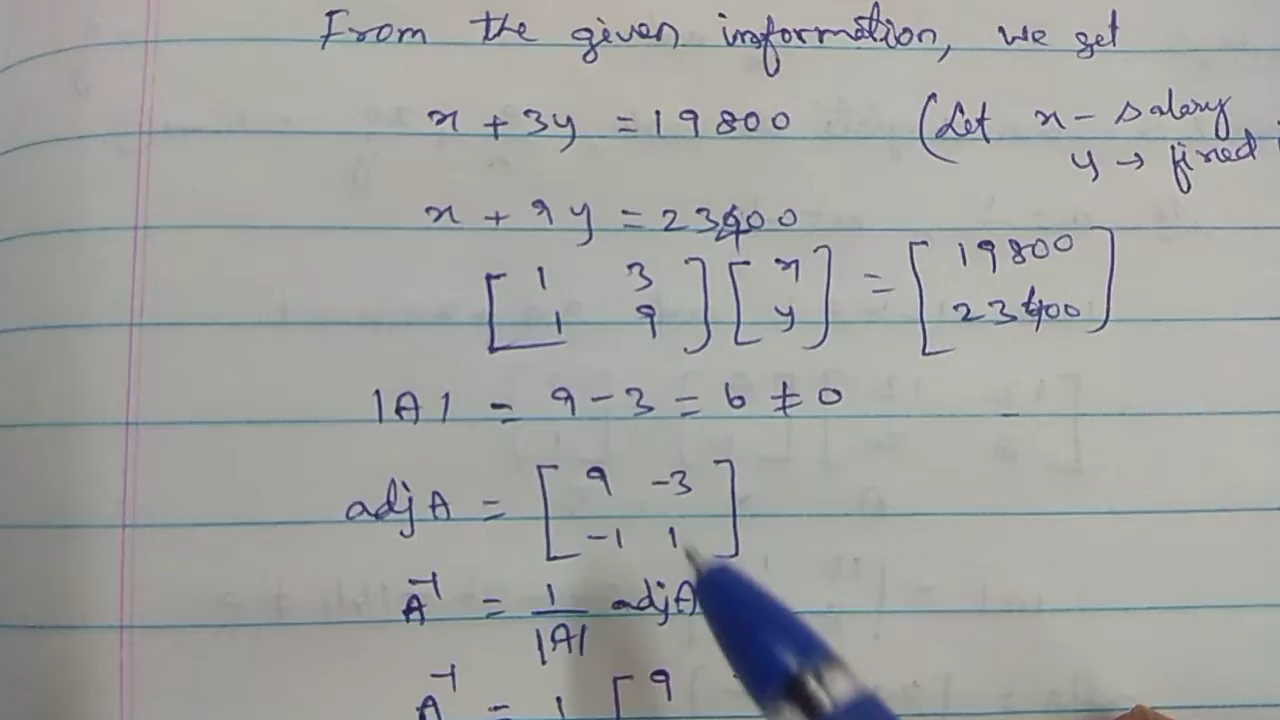 From the given information, we get
x + 3y = 19800 (Let x - salary
y → fixed
x + 9y = 23400
[ 1 3 ] [ x ] = [ 19800 ]
[ 1 9 ] [ y ] [ 23400 ]
|A| = 9 - 3 = 6 ≠ 0
adj A = [ 9 -3 ]
[ -1 1 ]
A⁻¹ = 1/|A| adj A
A⁻¹ = 1 [ 9